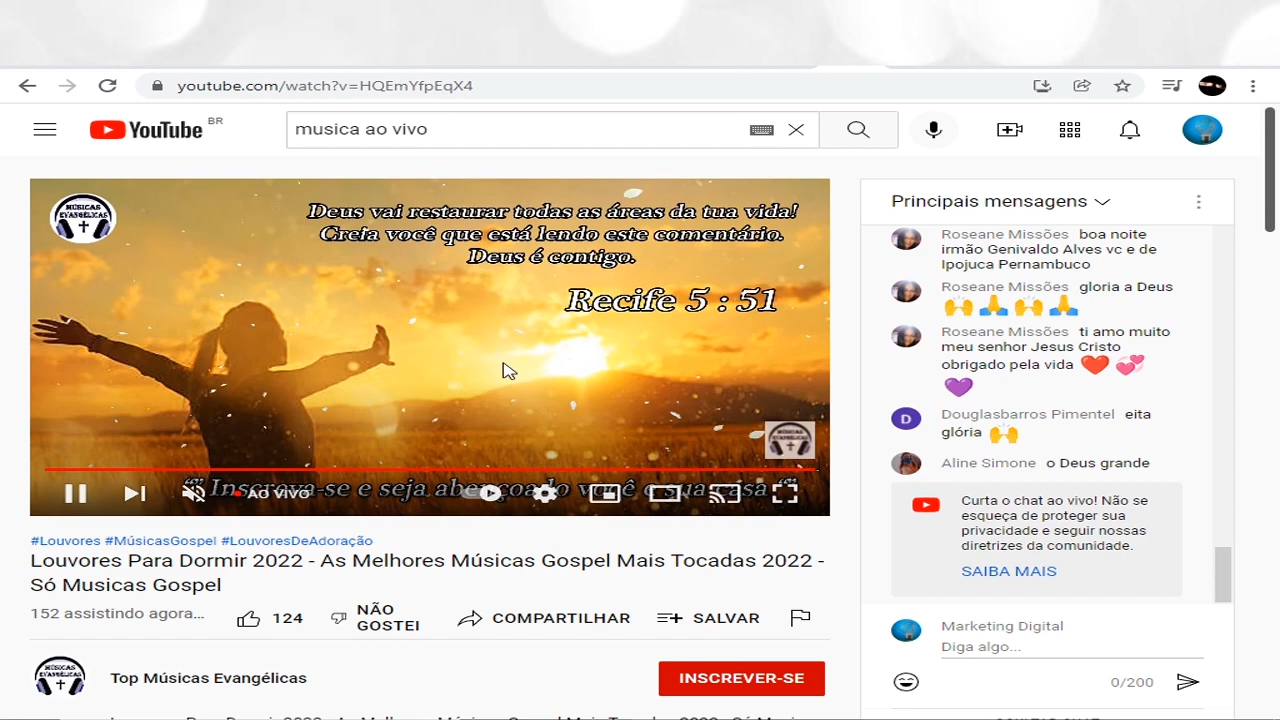 youtube.com/watch?v=HQEmYfpEqX4
YouTube BR
musica ao vivo
MÚSICAS
EVANGÉLICAS
Deus vai restaurar todas as áreas da tua vida!
Creia você que está lendo este comentário.
Deus é contigo.
Recife 5 : 51
MÚSICAS
EVANGÉLICAS
"" Inscreva-se e seja abençoado você e sua casa ""
AO VIVO
#Louvores #MúsicasGospel #LouvoresDeAdoração
Louvores Para Dormir 2022 - As Melhores Músicas Gospel Mais Tocadas 2022 -
Só Musicas Gospel
152 assistindo agora...
124
NÃO
GOSTEI
COMPARTILHAR
SALVAR
MÚSICAS
EVANGÉLICAS
Top Músicas Evangélicas
INSCREVER-SE
Principais mensagens
Roseane Missões boa noite
irmão Genivaldo Alves vc e de
Ipojuca Pernambuco
Roseane Missões gloria a Deus
🙌🙏🙌🙏
Roseane Missões ti amo muito
meu senhor Jesus Cristo
obrigado pela vida ❤️💞
💜
D
Douglasbarros Pimentel eita
glória 🙌
Aline Simone o Deus grande
Curta o chat ao vivo! Não se
esqueça de proteger sua
privacidade e seguir nossas
diretrizes da comunidade.
SAIBA MAIS
Marketing Digital
Diga algo...
0/200